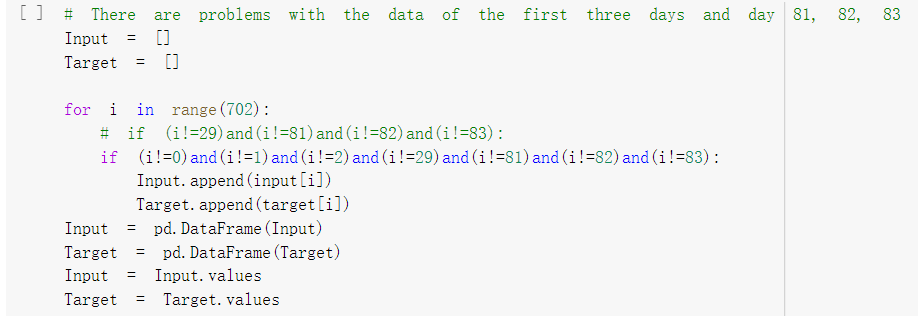 [ ] # There are problems with the data of the first three days and day 81, 82, 83
Input = []
Target = []
for i in range(702):
# if (i!=29)and(i!=81)and(i!=82)and(i!=83):
if (i!=0)and(i!=1)and(i!=2)and(i!=29)and(i!=81)and(i!=82)and(i!=83):
Input.append(input[i])
Target.append(target[i])
Input = pd.DataFrame(Input)
Target = pd.DataFrame(Target)
Input = Input.values
Target = Target.values